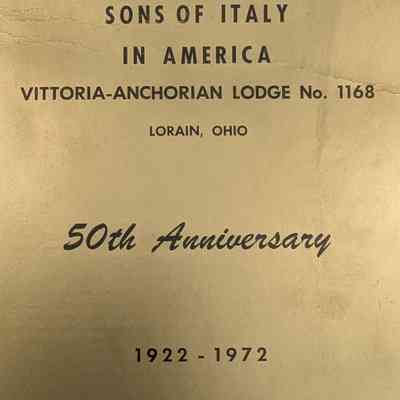 SONS OF ITALY
IN AMERICA
VITTORIA-ANCHORIAN LODGE No. 1168
LORAIN, OHIO
50th Anniversary
1922 - 1972